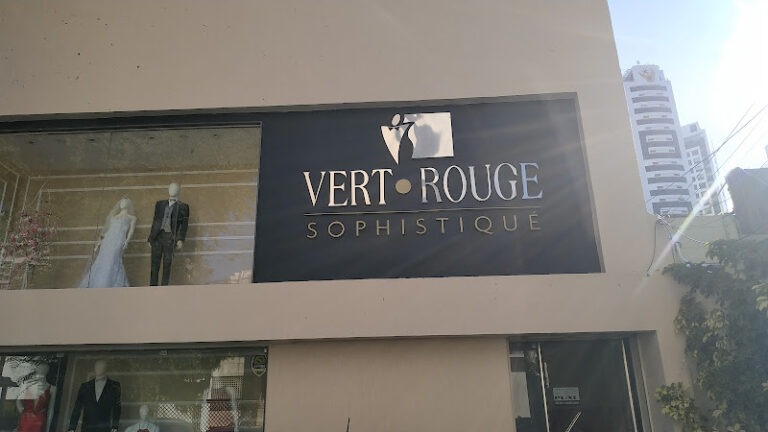 VERT • ROUGE
SOPHISTIQUÉ